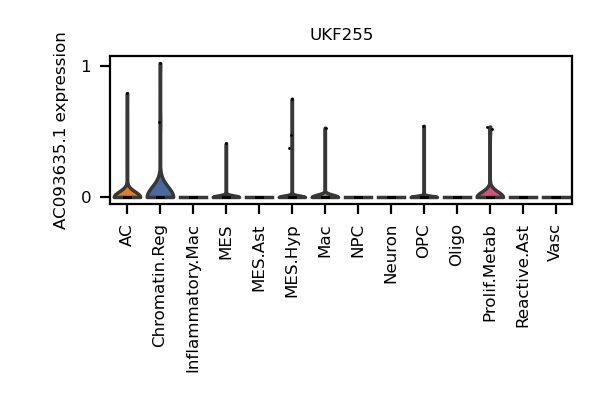 UKF255
AC093635.1 expression
1
0
AC
Chromatin.Reg
Inflammatory.Mac
MES
MES.Ast
MES.Hyp
Mac
NPC
Neuron
OPC
Oligo
Prolif.Metab
Reactive.Ast
Vasc